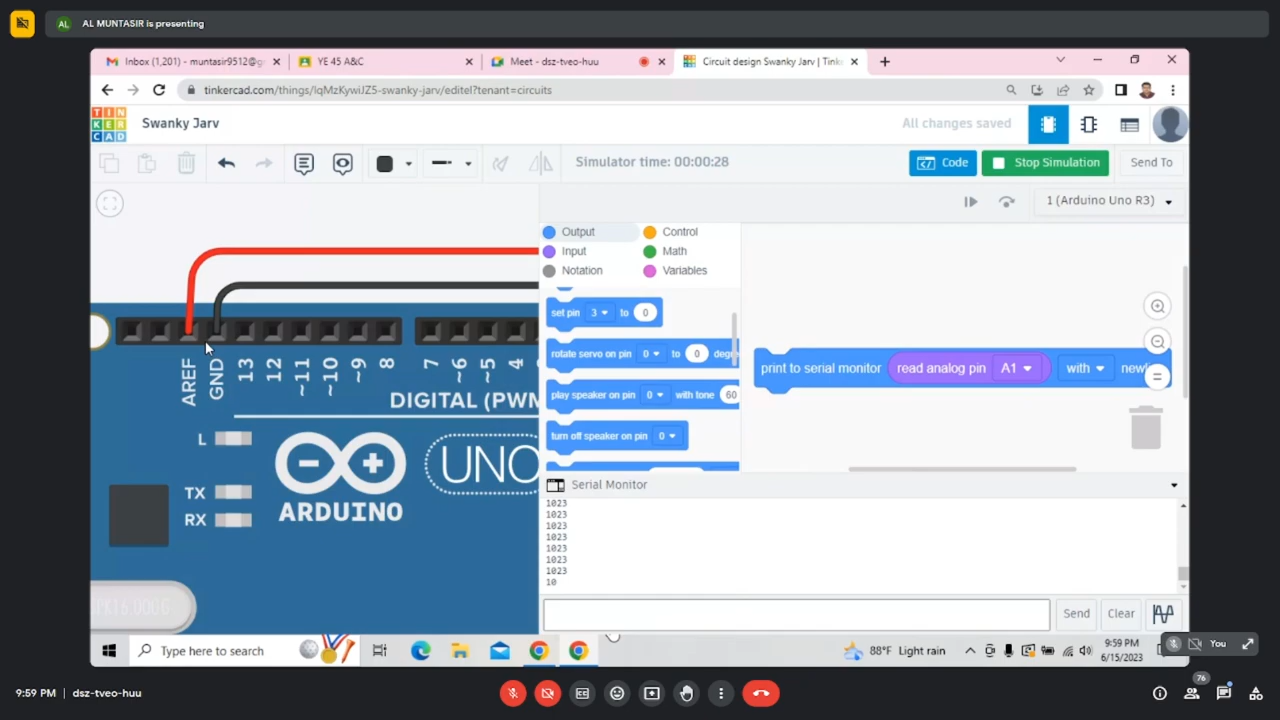 AL
AL MUNTASIR is presenting
Inbox (1,201) - muntasir9512@g
YE 45 A&C
Meet - dsz-tveo-huu
Circuit design Swanky Jarv | Tink
tinkercad.com/things/lqMzKywiJZ5-swanky-jarv/editel?tenant=circuits
TIN
KER
CAD
Swanky Jarv
All changes saved
Simulator time: 00:00:28
Code
Stop Simulation
Send To
1 (Arduino Uno R3)
Output
Control
Input
Math
Notation
Variables
set pin 3 to 0
rotate servo on pin 0 to 0 degr
play speaker on pin 0 with tone 60
turn off speaker on pin 0
print to serial monitor read analog pin A1 with newl
AREF
GND
13
12
~11
~10
~9
8
7
~6
~5
4
DIGITAL (PWM
L
TX
RX
UNO
ARDUINO
Serial Monitor
1023
1023
1023
1023
1023
1023
1023
10
Send
Clear
Type here to search
88°F Light rain
9:59 PM
6/15/2023
You
9:59 PM | dsz-tveo-huu
76